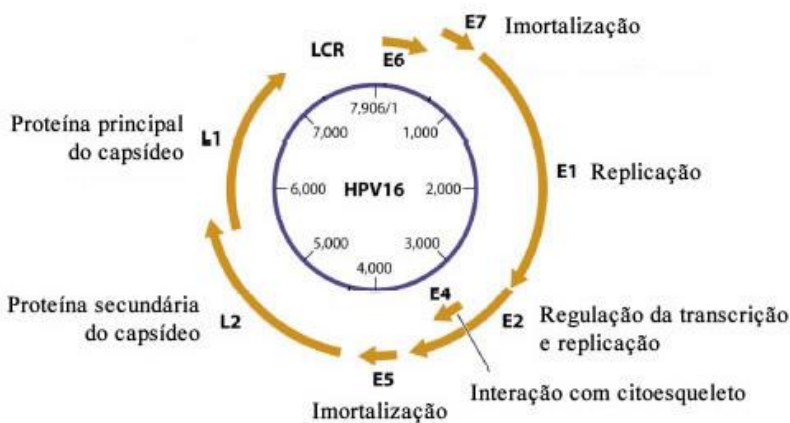 E7 Imortalização
LCR
E6
7,906/1
7,000
1,000
Proteína principal
do capsídeo
L1
6,000
HPV16
2,000
E1 Replicação
5,000
3,000
4,000
E4
Proteína secundária
do capsídeo
L2
E2
Regulação da transcrição
e replicação
E5
Imortalização
Interação com citoesqueleto